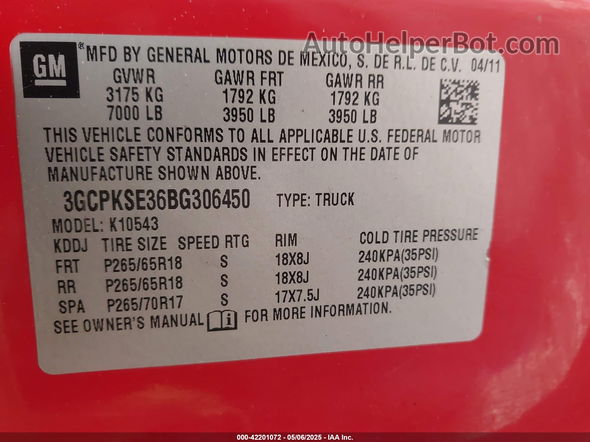 AutoHelperBot.com
GM ® MFD BY GENERAL MOTORS DE MEXICO, S. DE R.L. DE C.V. 04/11
GVWR GAWR FRT GAWR RR
3175 KG 1792 KG 1792 KG
7000 LB 3950 LB 3950 LB
THIS VEHICLE CONFORMS TO ALL APPLICABLE U.S. FEDERAL MOTOR
VEHICLE SAFETY STANDARDS IN EFFECT ON THE DATE OF
MANUFACTURE SHOWN ABOVE.
3GCPKSE36BG306450 TYPE: TRUCK
MODEL: K10543
KDDJ TIRE SIZE SPEED RTG RIM COLD TIRE PRESSURE
FRT P265/65R18 S 18X8J 240KPA(35PSI)
RR P265/65R18 S 18X8J 240KPA(35PSI)
SPA P265/70R17 S 17X7.5J 240KPA(35PSI)
SEE OWNER'S MANUAL i FOR MORE INFORMATION.
000-42201072 - 05/06/2025 - IAA Inc.